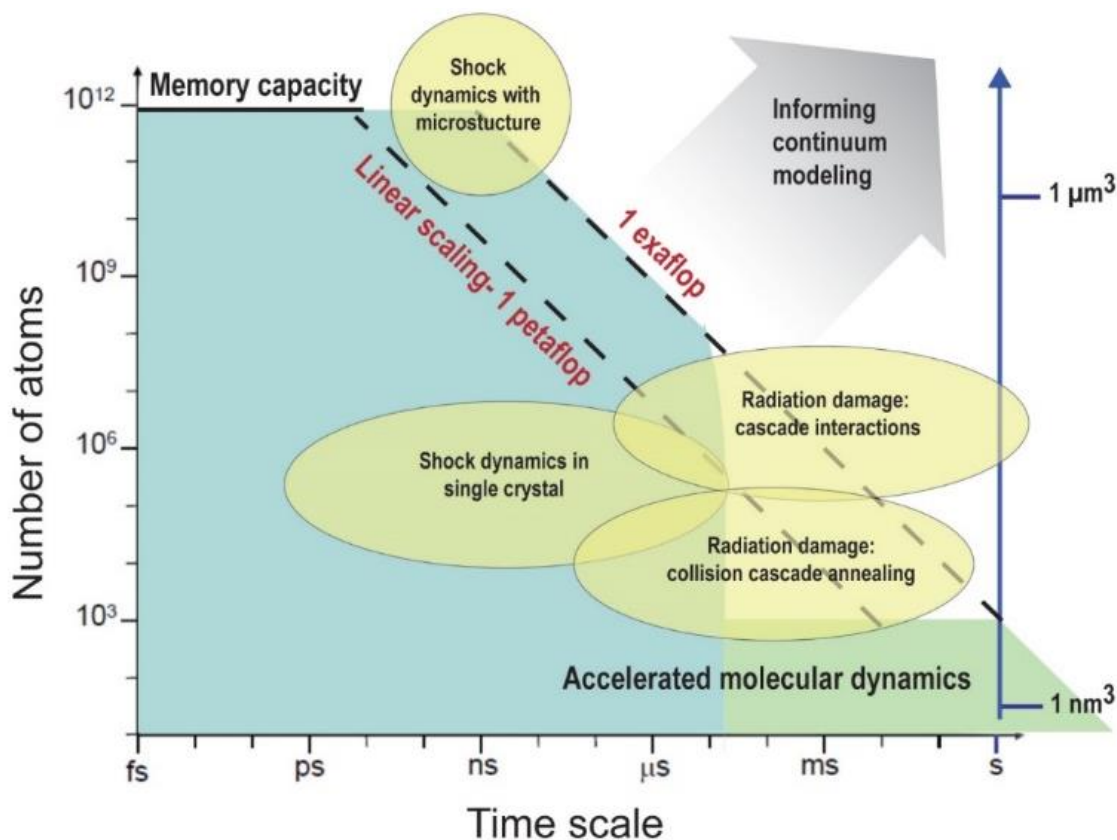 Memory capacity
Shock
dynamics with
microstucture
Informing
continuum
modeling
1 μm³
Linear scaling- 1 petaflop
1 exaflop
10¹²
10⁹
10⁶
10³
Number of atoms
Shock dynamics in
single crystal
Radiation damage:
cascade interactions
Radiation damage:
collision cascade annealing
Accelerated molecular dynamics
1 nm³
fs ps ns μs ms s
Time scale